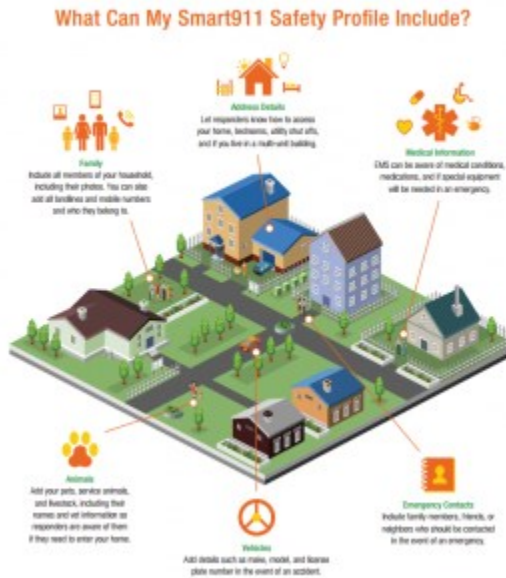 What Can My Smart911 Safety Profile Include?
Address Details
Let responders know how to access
your home, bedrooms, utility shut offs,
and if you live in a multi-unit building.
Family
Include all members of your household,
including their photos. You can also
add all landlines and mobile numbers
and who they belong to.
Medical Information
EMS can be aware of medical conditions,
medications, and if special equipment
will be needed in an emergency.
Animals
Add your pets, service animals,
and livestock, including their
names and vet information so
responders are aware of them
if they need to enter your home.
Vehicles
Add details such as make, model, and license
plate number in the event of an accident.
Emergency Contacts
Include family members, friends, or
neighbors who should be contacted
in the event of an emergency.